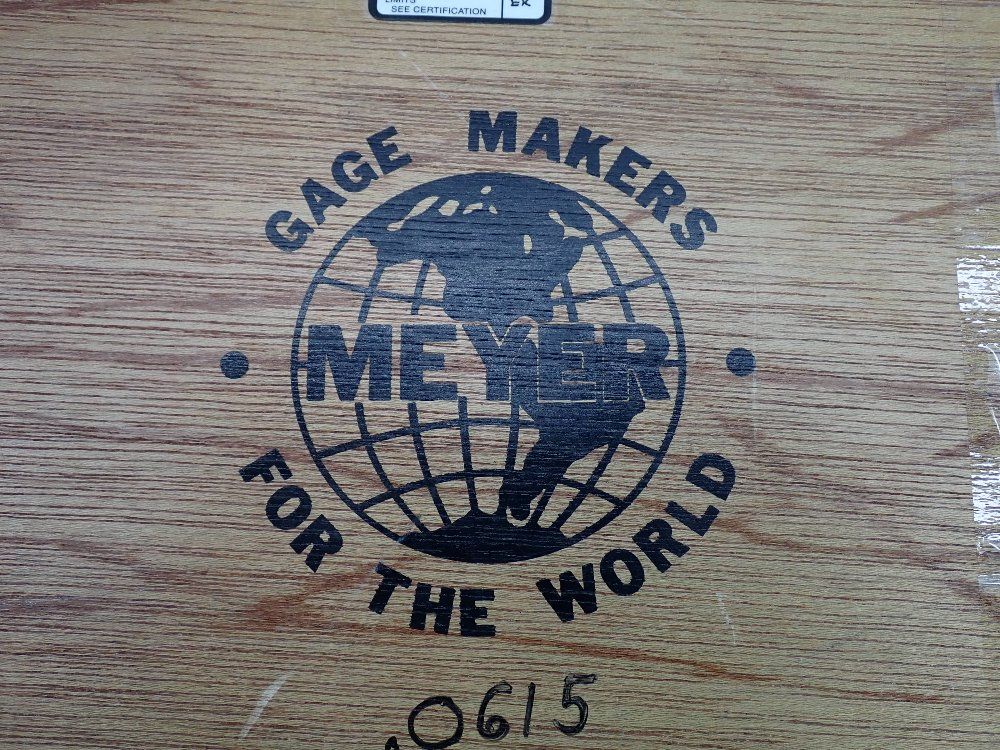 SEE CERTIFICATION
GAGE MAKERS
MEYER
FOR THE WORLD
0615